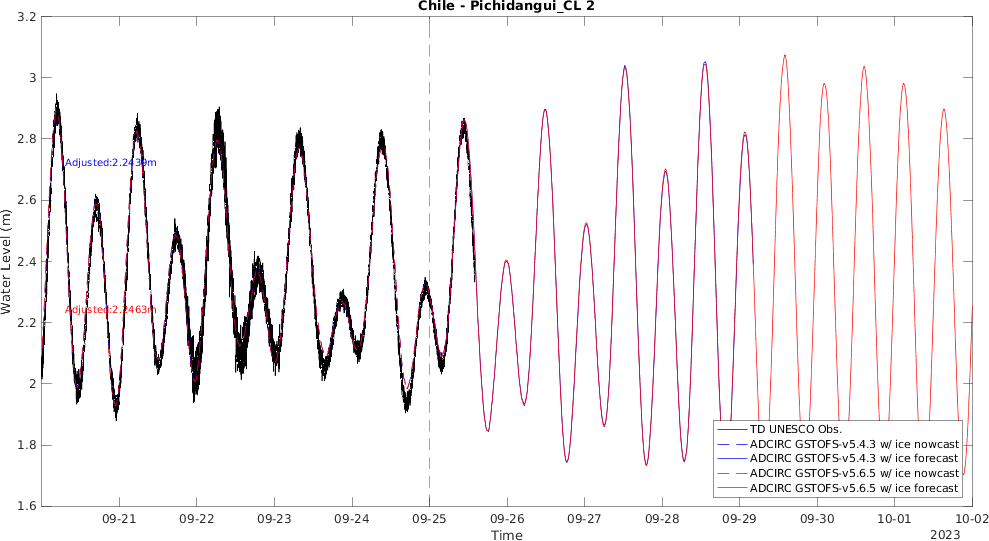 Chile - Pichidangui_CL 2
3.2
3
2.8
2.6
2.4
2.2
2
1.8
1.6
Water Level (m)
Adjusted:2.2439m
Adjusted:2.2463m
TD UNESCO Obs.
ADCIRC GSTOFS-v5.4.3 w/ ice nowcast
ADCIRC GSTOFS-v5.4.3 w/ ice forecast
ADCIRC GSTOFS-v5.6.5 w/ ice nowcast
ADCIRC GSTOFS-v5.6.5 w/ ice forecast
09-21 09-22 09-23 09-24 09-25 09-26 09-27 09-28 09-29 09-30 10-01 10-02
Time
2023